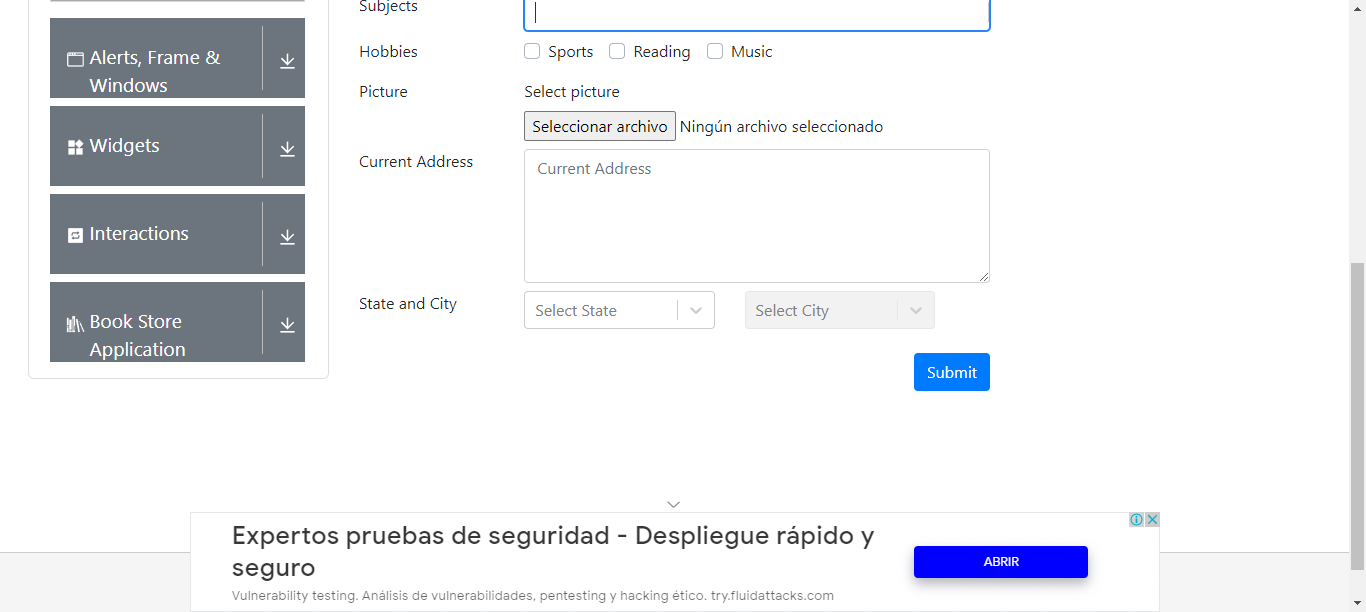 Alerts, Frame &
Windows
Widgets
Interactions
Book Store
Application
Subjects
Hobbies Sports Reading Music
Picture Select picture
Seleccionar archivo Ningún archivo seleccionado
Current Address Current Address
State and City Select State Select City
Submit
Expertos pruebas de seguridad - Despliegue rápido y
seguro
Vulnerability testing. Análisis de vulnerabilidades, pentesting y hacking ético. try.fluidattacks.com
ABRIR